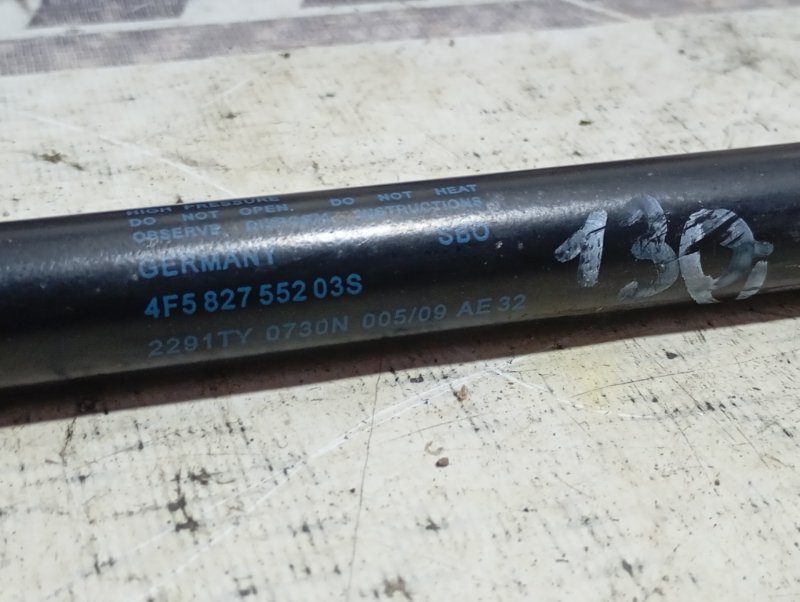 HIGH PRESSURE
DO NOT OPEN. DO NOT HEAT
OBSERVE INSTRUCTIONS
GERMANY SBO
4F5 827 552 03S
2291TY 0730N 005/09 AE 32
130